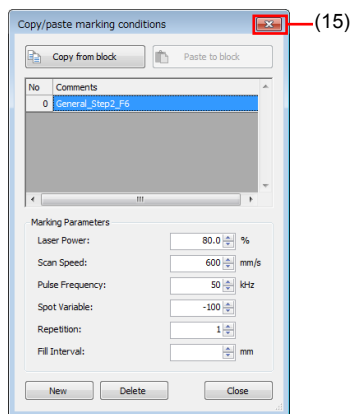 Copy/paste marking conditions
(15)
Copy from block Paste to block
No Comments
0 General_Step2_F6
Marking Parameters
Laser Power: 80.0 %
Scan Speed: 600 mm/s
Pulse Frequency: 50 kHz
Spot Variable: -100
Repetition: 1
Fill Interval: mm
New Delete Close